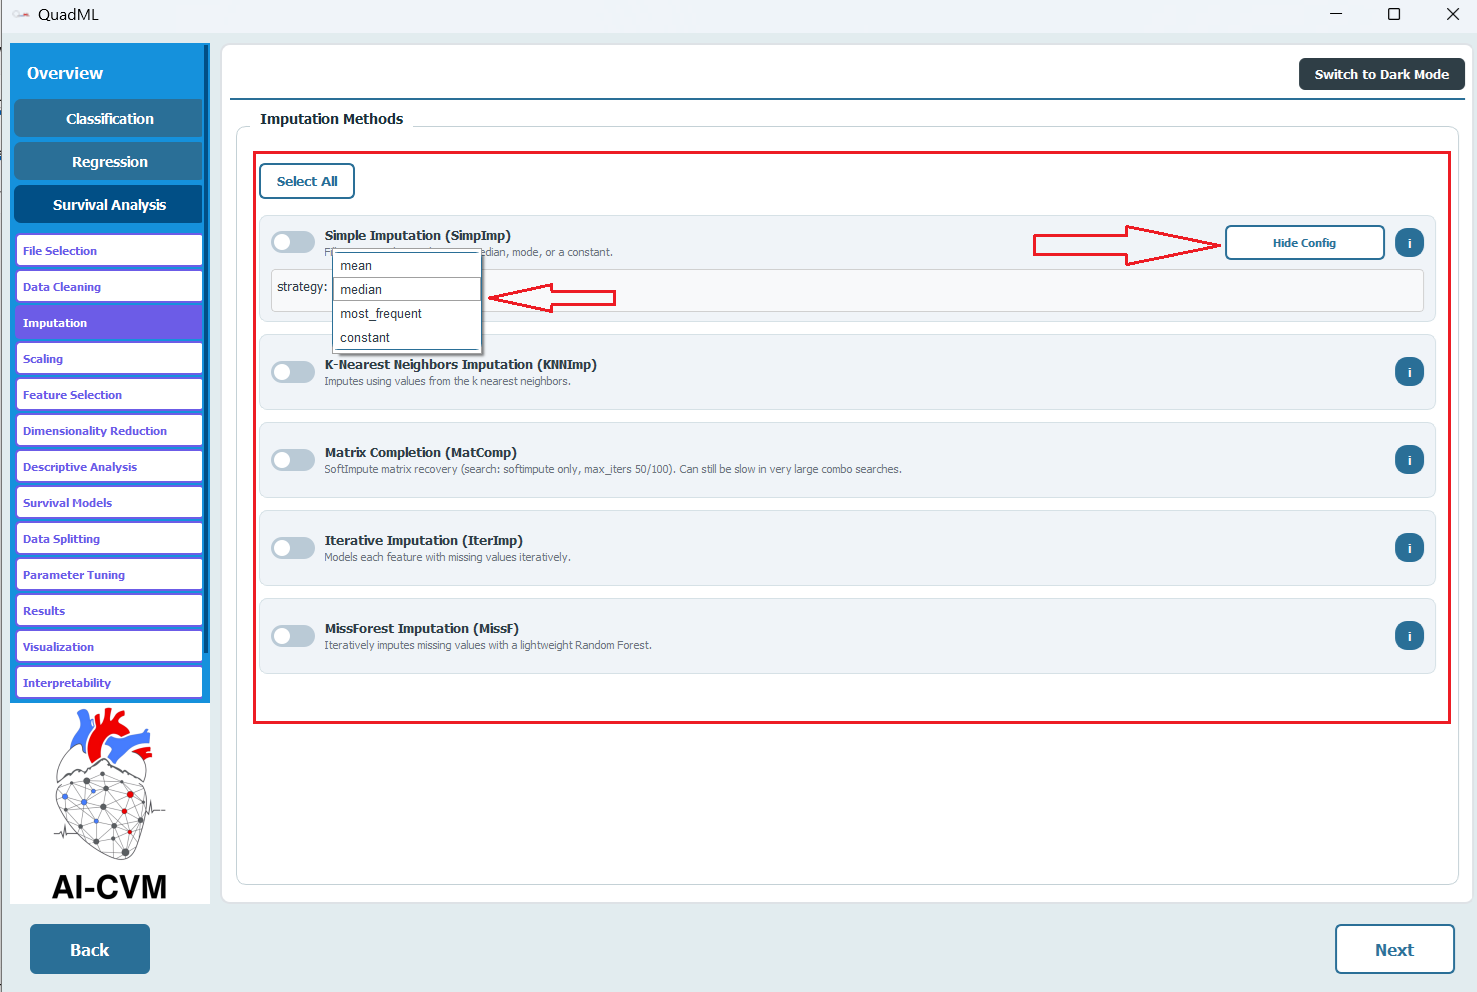 QuadML
Overview
Switch to Dark Mode
Classification
Regression
Survival Analysis
File Selection
Data Cleaning
Imputation
Scaling
Feature Selection
Dimensionality Reduction
Descriptive Analysis
Survival Models
Data Splitting
Parameter Tuning
Results
Visualization
Interpretability
AI-CVM
Imputation Methods
Select All
Simple Imputation (SimpImp)
median, mode, or a constant.
Hide Config
i
strategy:
mean
median
most_frequent
constant
K-Nearest Neighbors Imputation (KNNImp)
Imputes using values from the k nearest neighbors.
i
Matrix Completion (MatComp)
SoftImpute matrix recovery (search: softimpute only, max_iters 50/100). Can still be slow in very large combo searches.
i
Iterative Imputation (IterImp)
Models each feature with missing values iteratively.
i
MissForest Imputation (MissF)
Iteratively imputes missing values with a lightweight Random Forest.
i
Back
Next